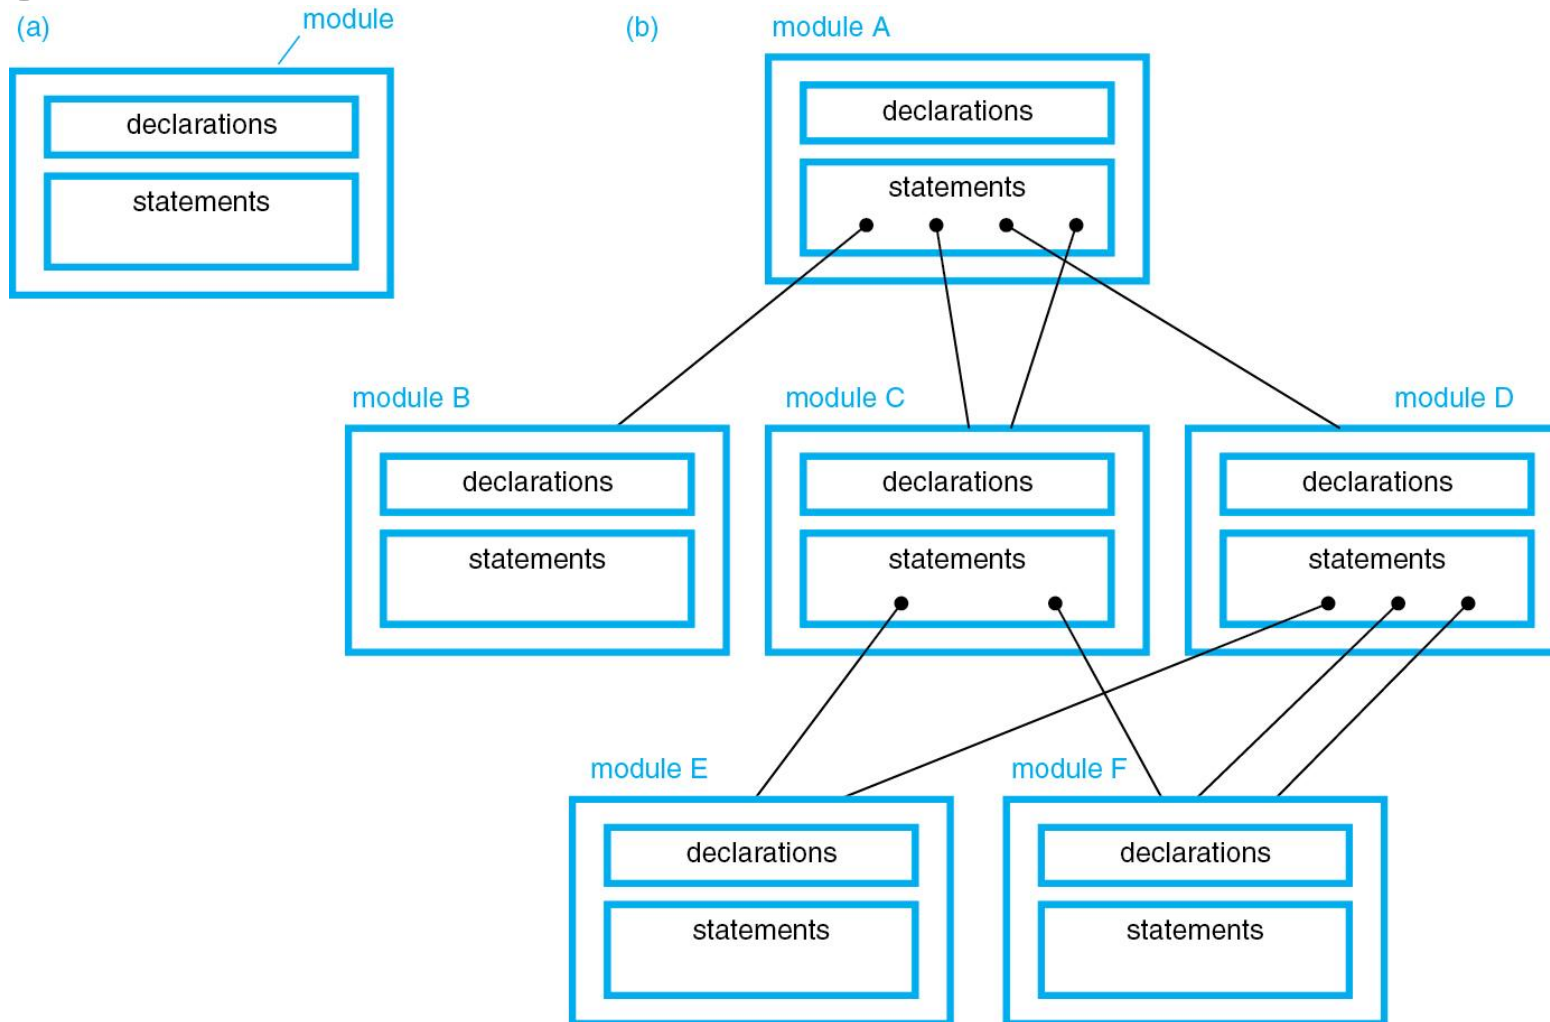 (a)
module
declarations
statements
(b)
module A
declarations
statements
module B
declarations
statements
module C
declarations
statements
module D
declarations
statements
module E
declarations
statements
module F
declarations
statements